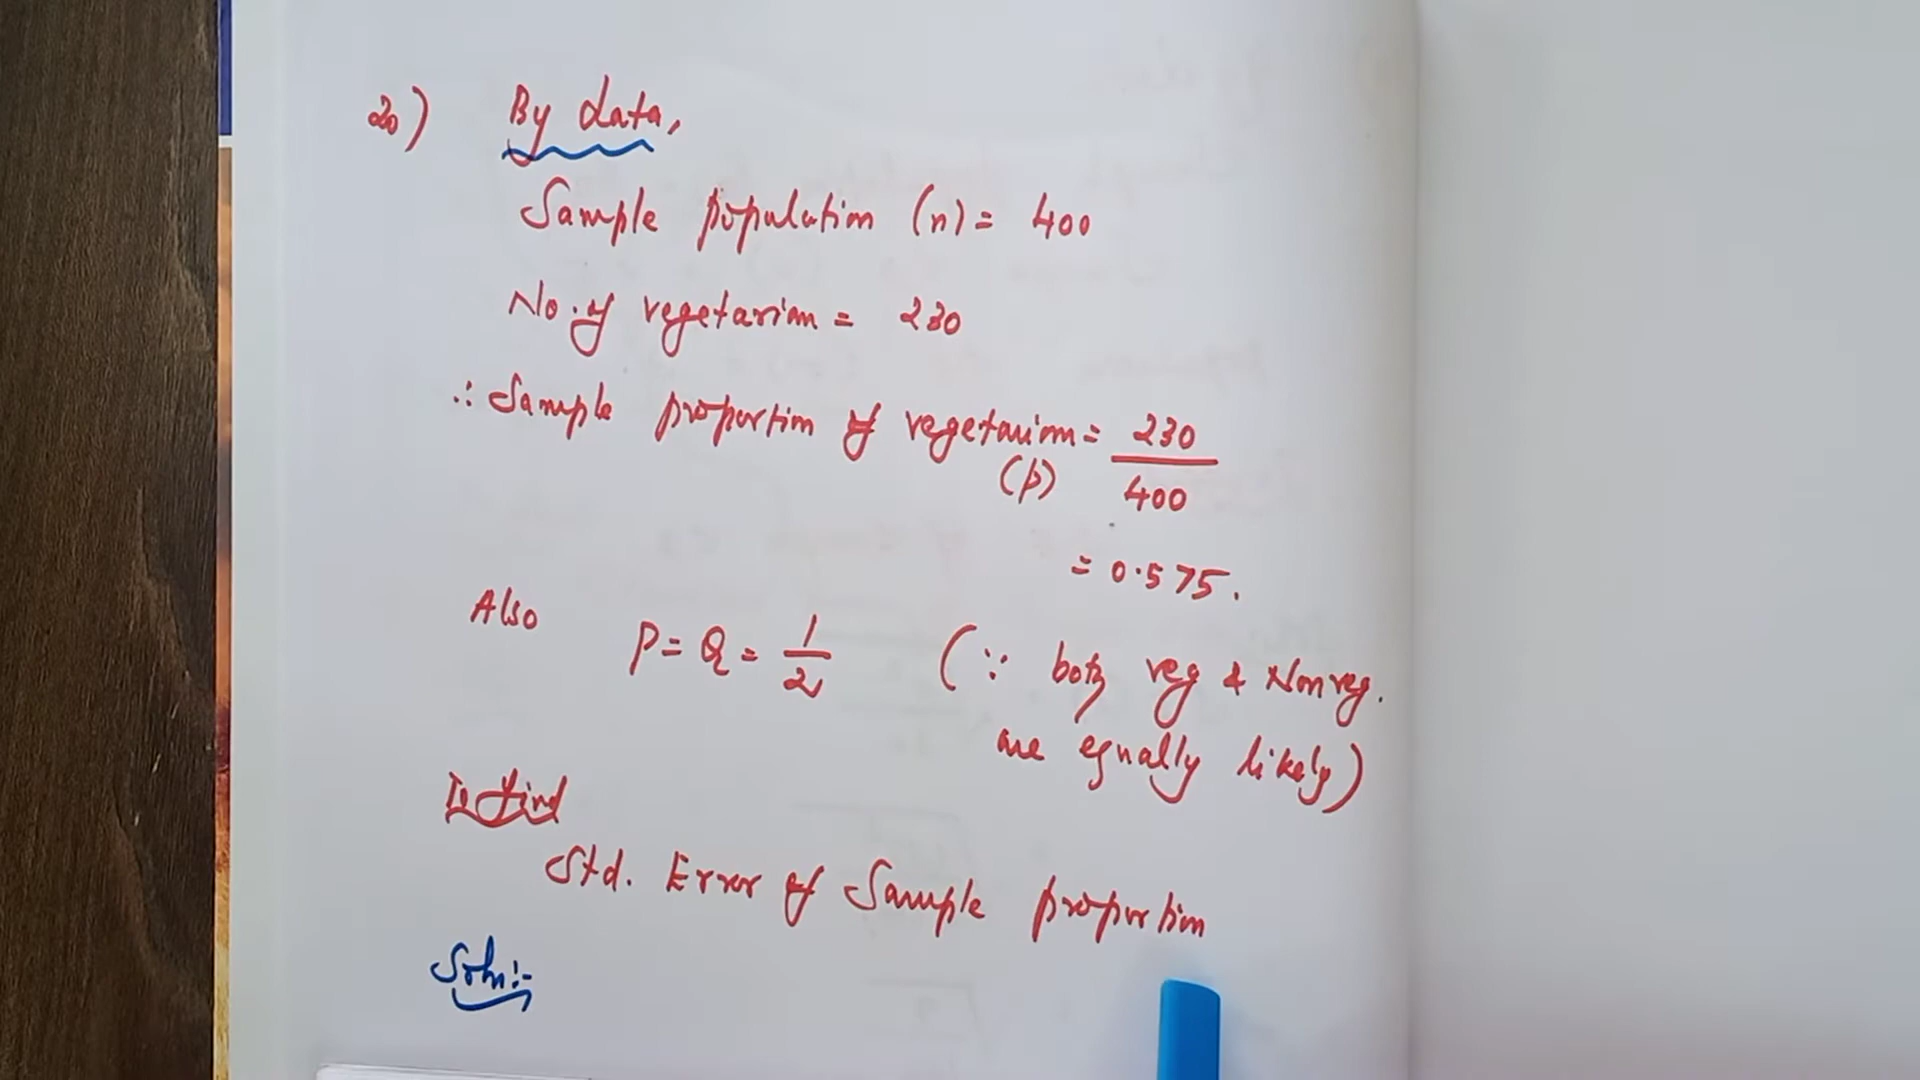 20) By data,
Sample population (n) = 400
No. of vegetarian = 230
∴ Sample proportion of vegetarian (p) = 230/400
= 0.575.
Also P = Q = 1/2 (∵ both veg & Non veg.
are equally likely)
To find
Std. Error of Sample proportion
Soln:-